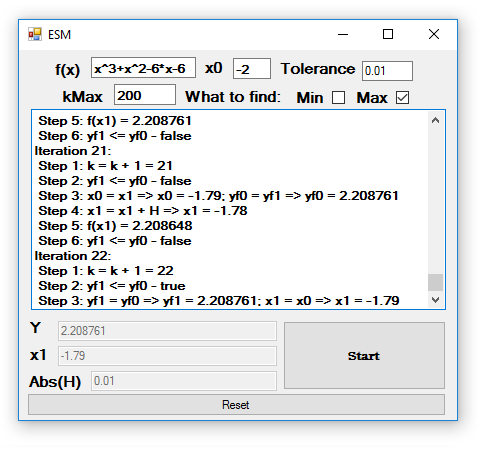 ESM
f(x) x^3+x^2-6*x-6 x0 -2 Tolerance 0.01
kMax 200 What to find: Min Max
Step 5: f(x1) = 2.208761
Step 6: yf1 <= yf0 - false
Iteration 21:
Step 1: k = k + 1 = 21
Step 2: yf1 <= yf0 - false
Step 3: x0 = x1 => x0 = -1.79; yf0 = yf1 => yf0 = 2.208761
Step 4: x1 = x1 + H => x1 = -1.78
Step 5: f(x1) = 2.208648
Step 6: yf1 <= yf0 - false
Iteration 22:
Step 1: k = k + 1 = 22
Step 2: yf1 <= yf0 - true
Step 3: yf1 = yf0 => yf1 = 2.208761; x1 = x0 => x1 = -1.79
Y 2.208761
x1 -1.79
Abs(H) 0.01
Start
Reset